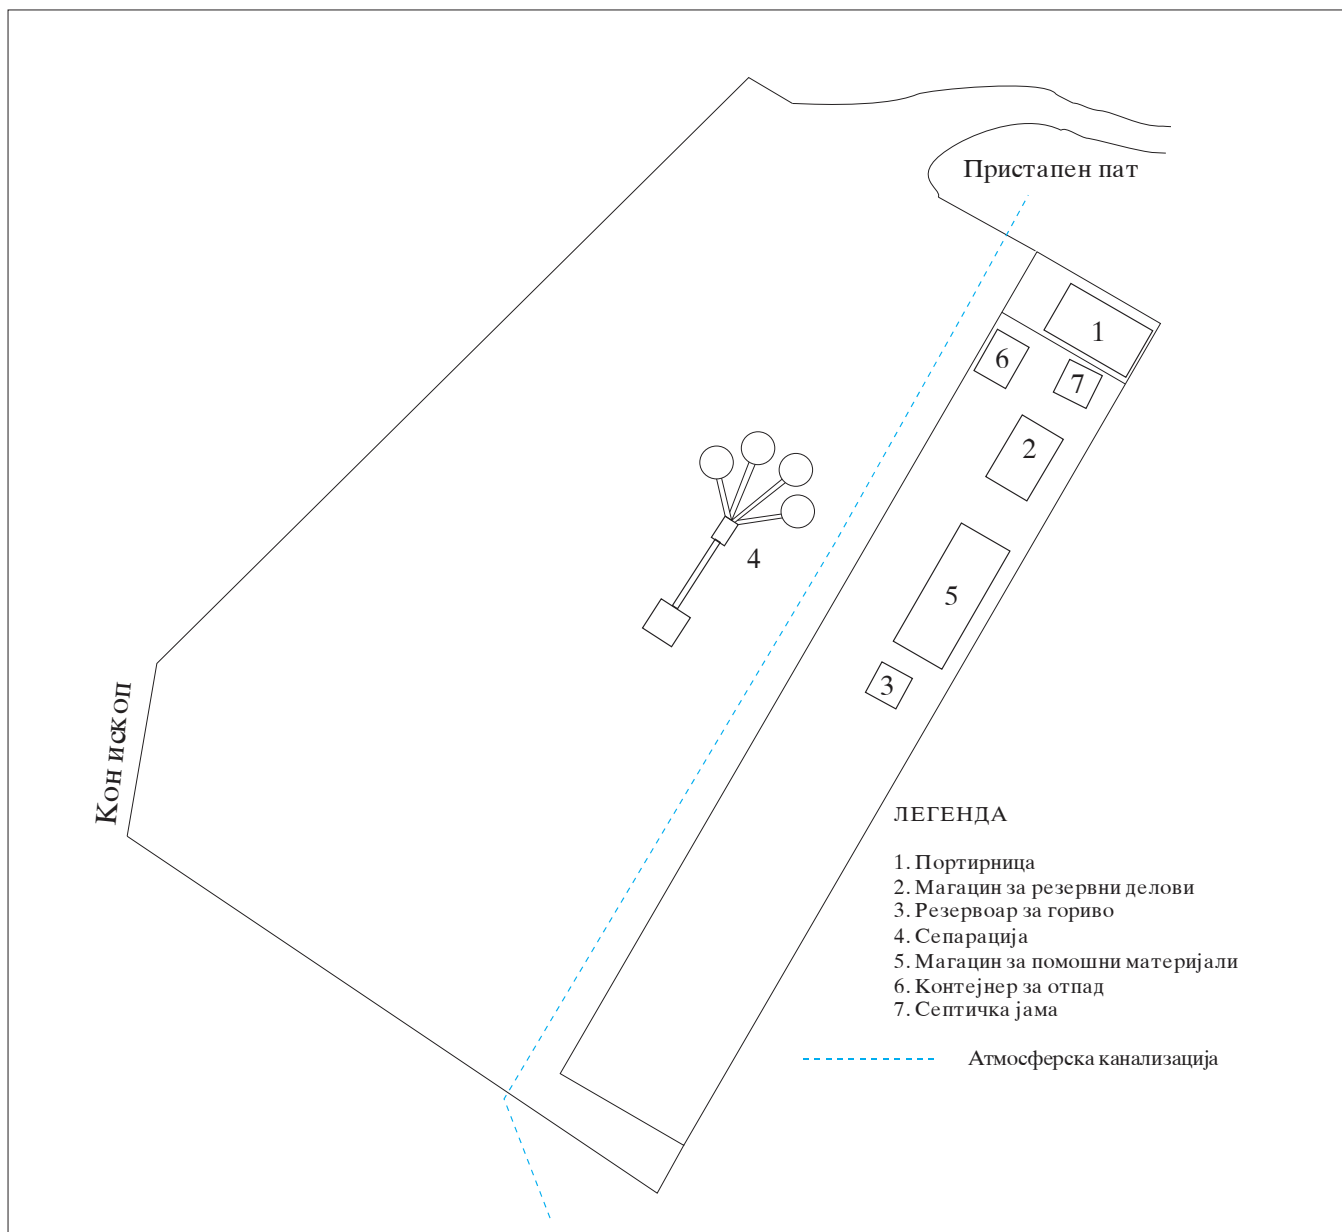 Пристапен пат
1
6
7
2
4
5
3
Кон ископ
ЛЕГЕНДА
1. Портирница
2. Магацин за резервни делови
3. Резервоар за гориво
4. Сепарација
5. Магацин за помошни материјали
6. Контејнер за отпад
7. Септичка јама
Атмосферска канализација